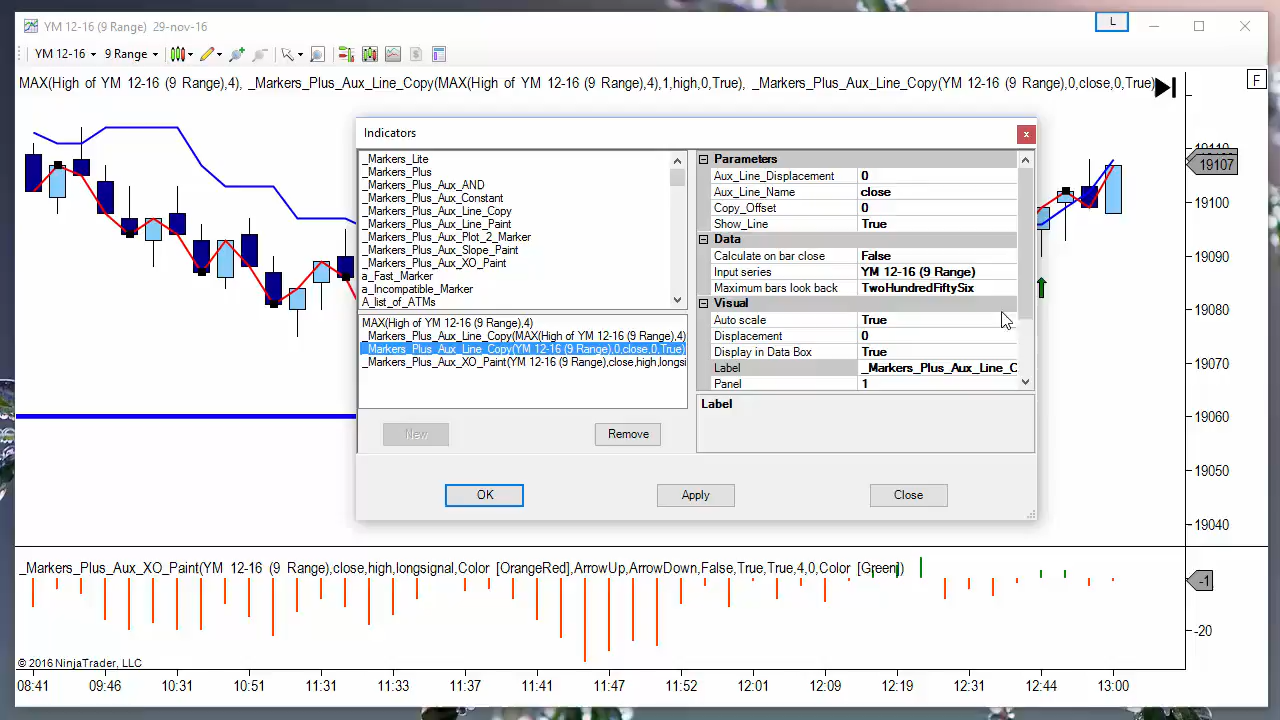 YM 12-16 (9 Range) 29-nov-16
L
YM 12-16 9 Range
MAX(High of YM 12-16 (9 Range),4), _Markers_Plus_Aux_Line_Copy(MAX(High of YM 12-16 (9 Range),4),1,high,0,True), _Markers_Plus_Aux_Line_Copy(YM 12-16 (9 Range),0,close,0,True)
F
Indicators
x
_Markers_Lite
_Markers_Plus
_Markers_Plus_Aux_AND
_Markers_Plus_Aux_Constant
_Markers_Plus_Aux_Line_Copy
_Markers_Plus_Aux_Line_Paint
_Markers_Plus_Aux_Plot_2_Marker
_Markers_Plus_Aux_Slope_Paint
_Markers_Plus_Aux_XO_Paint
a_Fast_Marker
a_Incompatible_Marker
A_list_of_ATMs
MAX(High of YM 12-16 (9 Range),4)
_Markers_Plus_Aux_Line_Copy(MAX(High of YM 12-16 (9 Range),4)
_Markers_Plus_Aux_Line_Copy(YM 12-16 (9 Range),0,close,0,True)
_Markers_Plus_Aux_XO_Paint(YM 12-16 (9 Range),close,high,longsi
New
Remove
Parameters
Aux_Line_Displacement 0
Aux_Line_Name close
Copy_Offset 0
Show_Line True
Data
Calculate on bar close False
Input series YM 12-16 (9 Range)
Maximum bars look back TwoHundredFiftySix
Visual
Auto scale True
Displacement 0
Display in Data Box True
Label _Markers_Plus_Aux_Line_C
Panel 1
Label
OK Apply Close
19107
19100
19090
19080
19070
19060
19050
19040
_Markers_Plus_Aux_XO_Paint(YM 12-16 (9 Range),close,high,longsignal,Color [OrangeRed],ArrowUp,ArrowDown,False,True,True,4,0,Color [Green])
-1
-20
© 2016 NinjaTrader, LLC
08:41 09:46 10:31 10:51 11:31 11:37 11:41 11:47 11:52 12:01 12:09 12:19 12:31 12:44 13:00